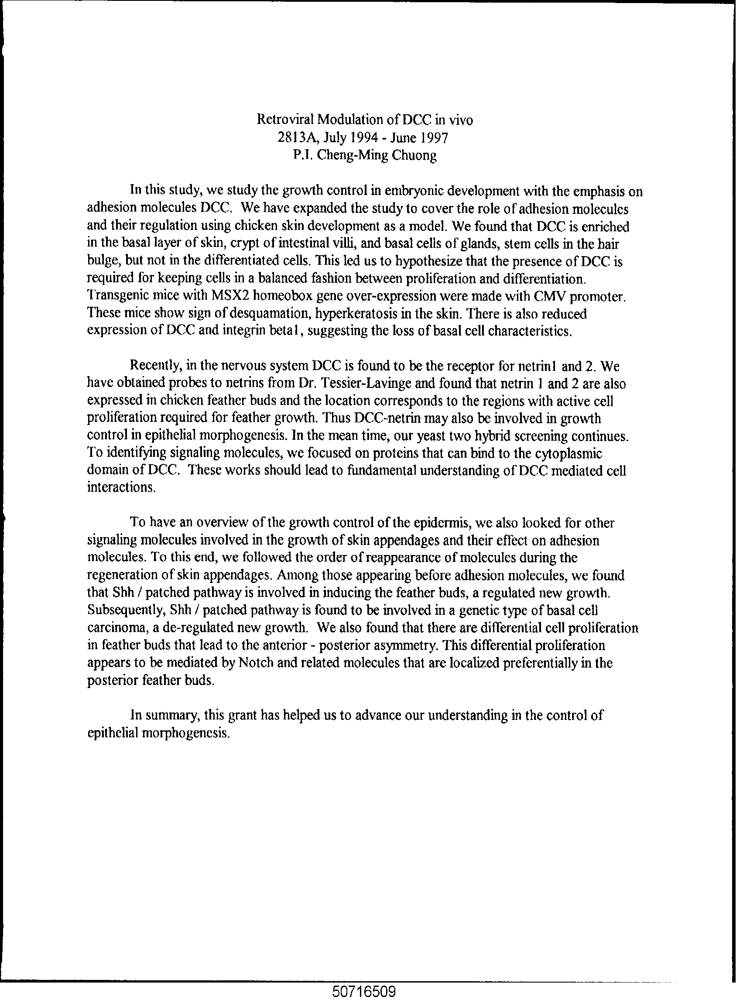 Retroviral Modulation of DCC in vivo
2813A, July 1994 - June 1997
P.I. Cheng-Ming Chuong
In this study, we study the growth control in embryonic development with the emphasis on
adhesion molecules DCC. We have expanded the study to cover the role of adhesion molecules
and their regulation using chicken skin development as a model. We found that DCC is enriched
in the basal layer of skin, crypt of intestinal villi, and basal cells of glands, stem cells in the hair
bulge, but not in the differentiated cells. This led us to hypothesize that the presence of DCC is
required for keeping cells in a balanced fashion between proliferation and differentiation.
Transgenic mice with MSX2 homeobox gene over-expression were made with CMV promoter.
These mice show sign of desquamation, hyperkeratosis in the skin. There is also reduced
expression of DCC and integrin beta1, suggesting the loss of basal cell characteristics.
Recently, in the nervous system DCC is found to be the receptor for netrin1 and 2. We
have obtained probes to netrins from Dr. Tessier-Lavinge and found that netrin 1 and 2 are also
expressed in chicken feather buds and the location corresponds to the regions with active cell
proliferation required for feather growth. Thus DCC-netrin may also be involved in growth
control in epithelial morphogenesis. In the mean time, our yeast two hybrid screening continues.
To identifying signaling molecules, we focused on proteins that can bind to the cytoplasmic
domain of DCC. These works should lead to fundamental understanding of DCC mediated cell
interactions.
To have an overview of the growth control of the epidermis, we also looked for other
signaling molecules involved in the growth of skin appendages and their effect on adhesion
molecules. To this end, we followed the order of reappearance of molecules during the
regeneration of skin appendages. Among those appearing before adhesion molecules, we found
that Shh / patched pathway is involved in inducing the feather buds, a regulated new growth.
Subsequently, Shh / patched pathway is found to be involved in a genetic type of basal cell
carcinoma, a de-regulated new growth. We also found that there are differential cell proliferation
in feather buds that lead to the anterior - posterior asymmetry. This differential proliferation
appears to be mediated by Notch and related molecules that are localized preferentially in the
posterior feather buds.
In summary, this grant has helped us to advance our understanding in the control of
epithelial morphogenesis.
50716509